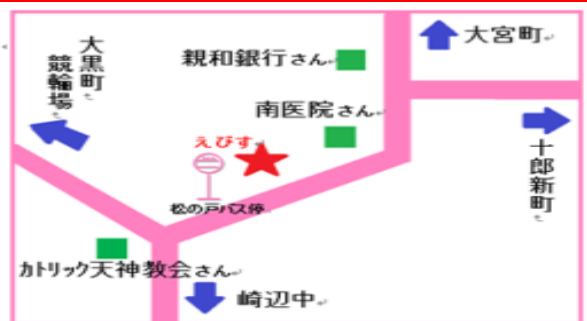 大宮町
親和銀行さん
大黒町
競輪場
南医院さん
えびす
十郎新町
松の戸バス停
カトリック天神教会さん
崎辺中